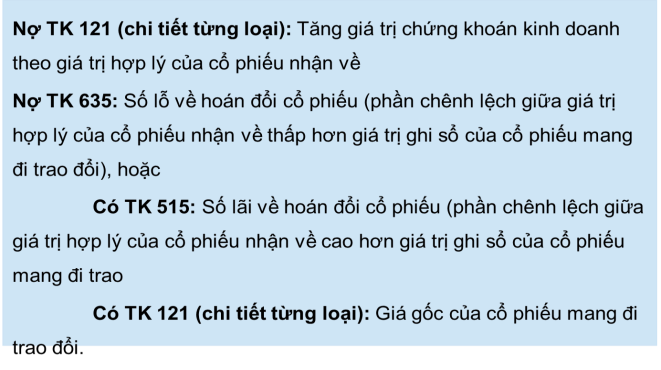 Nợ TK 121 (chi tiết từng loại): Tăng giá trị chứng khoán kinh doanh
theo giá trị hợp lý của cổ phiếu nhận về
Nợ TK 635: Số lỗ về hoán đổi cổ phiếu (phần chênh lệch giữa giá trị
hợp lý của cổ phiếu nhận về thấp hơn giá trị ghi sổ của cổ phiếu mang
đi trao đổi), hoặc
Có TK 515: Số lãi về hoán đổi cổ phiếu (phần chênh lệch giữa
giá trị hợp lý của cổ phiếu nhận về cao hơn giá trị ghi sổ của cổ phiếu
mang đi trao
Có TK 121 (chi tiết từng loại): Giá gốc của cổ phiếu mang đi
trao đổi.